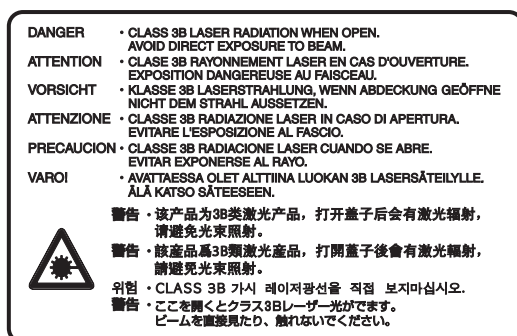 DANGER ・CLASS 3B LASER RADIATION WHEN OPEN.
AVOID DIRECT EXPOSURE TO BEAM.
ATTENTION ・CLASE 3B RAYONNEMENT LASER EN CAS D'OUVERTURE.
EXPOSITION DANGEREUSE AU FAISCEAU.
VORSICHT ・KLASSE 3B LASERSTRAHLUNG, WENN ABDECKUNG GEÖFFNE
NICHT DEM STRAHL AUSSETZEN.
ATTENZIONE ・CLASSE 3B RADIAZIONE LASER IN CASO DI APERTURA.
EVITARE L'ESPOSIZIONE AL FASCIO.
PRECAUCION ・CLASSE 3B RADIACIONE LASER CUANDO SE ABRE.
EVITAR EXPONERSE AL RAYO.
VAROI ・AVATTAESSA OLET ALTTIINA LUOKAN 3B LASERSÄTEILYLLE.
ÄLÄ KATSO SÄTEESEEN.
警告・该产品为3B类激光产品，打开盖子后会有激光辐射，
请避免光束照射。
警告・該産品爲3B類激光産品，打開蓋子後會有激光輻射，
請避免光束照射。
위험・CLASS 3B 가시 레이저광선을 직접 보지마십시오.
警告・ここを開くとクラス3Bレーザー光がでます。
ビームを直接見たり、触れないでください。